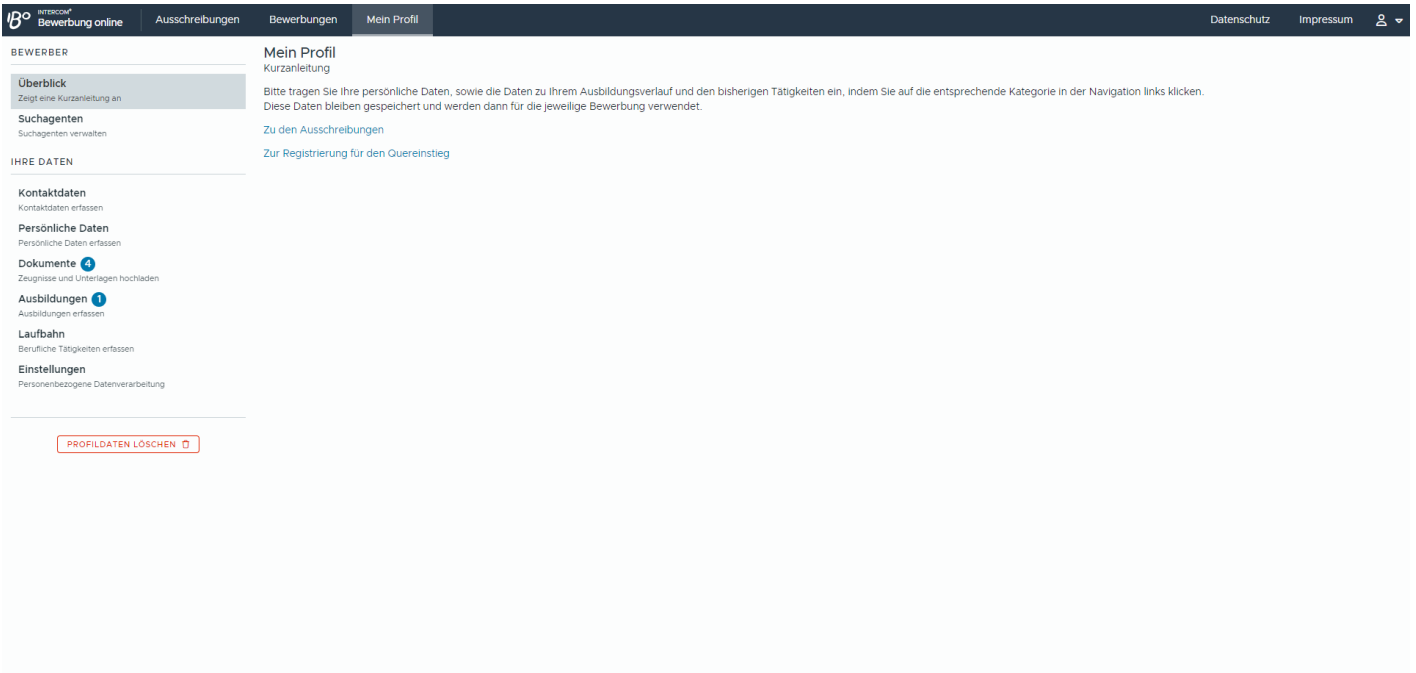 INTERCOM®
Bewerbung online
Ausschreibungen
Bewerbungen
Mein Profil
Datenschutz
Impressum
BEWERBER
Überblick
Zeigt eine Kurzanleitung an
Suchagenten
Suchagenten verwalten
IHRE DATEN
Kontaktdaten
Kontaktdaten erfassen
Persönliche Daten
Persönliche Daten erfassen
Dokumente 4
Zeugnisse und Unterlagen hochladen
Ausbildungen 1
Ausbildungen erfassen
Laufbahn
Berufliche Tätigkeiten erfassen
Einstellungen
Personenbezogene Datenverarbeitung
PROFILDATEN LÖSCHEN
Mein Profil
Kurzanleitung
Bitte tragen Sie Ihre persönliche Daten, sowie die Daten zu Ihrem Ausbildungsverlauf und den bisherigen Tätigkeiten ein, indem Sie auf die entsprechende Kategorie in der Navigation links klicken.
Diese Daten bleiben gespeichert und werden dann für die jeweilige Bewerbung verwendet.
Zu den Ausschreibungen
Zur Registrierung für den Quereinstieg